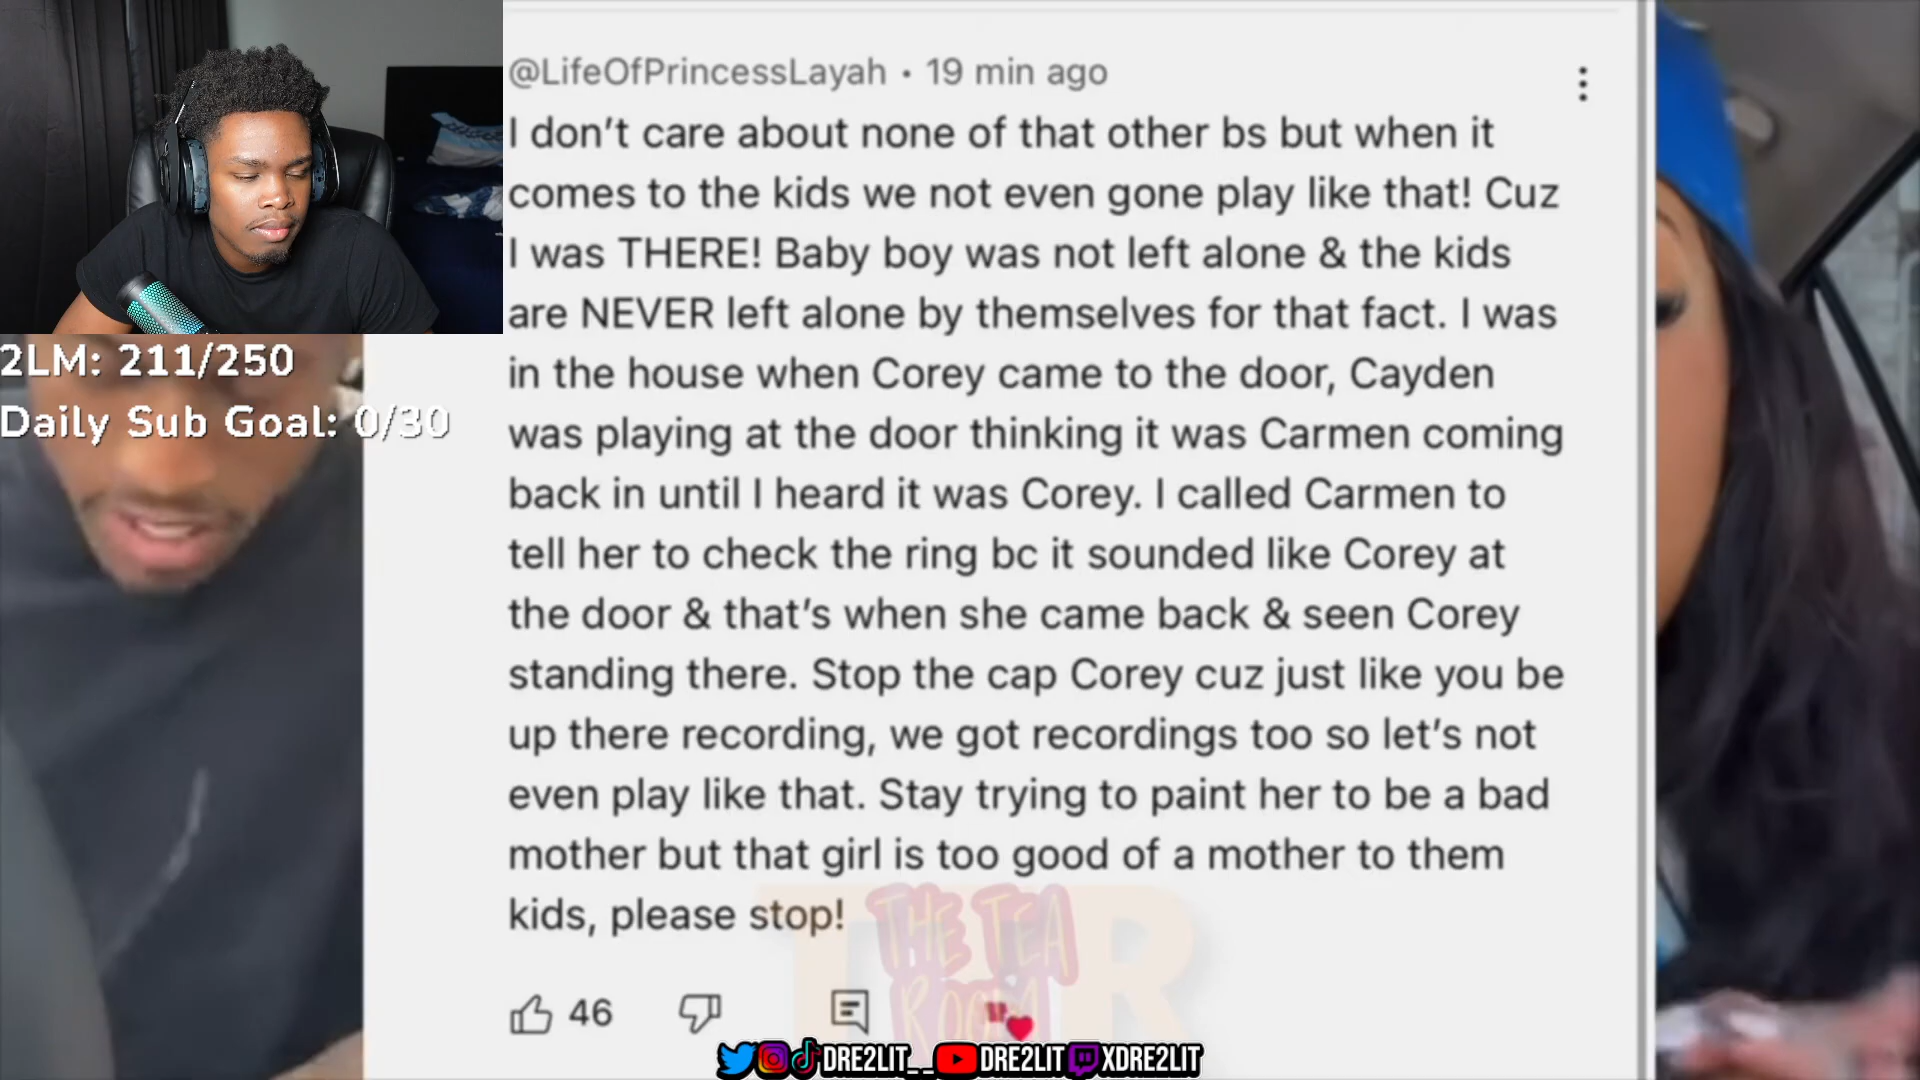 @LifeOfPrincessLayah • 19 min ago
I don't care about none of that other bs but when it
comes to the kids we not even gone play like that! Cuz
I was THERE! Baby boy was not left alone & the kids
are NEVER left alone by themselves for that fact. I was
in the house when Corey came to the door, Cayden
was playing at the door thinking it was Carmen coming
back in until I heard it was Corey. I called Carmen to
tell her to check the ring bc it sounded like Corey at
the door & that's when she came back & seen Corey
standing there. Stop the cap Corey cuz just like you be
up there recording, we got recordings too so let's not
even play like that. Stay trying to paint her to be a bad
mother but that girl is too good of a mother to them
kids, please stop!
46
2LM: 211/250
Daily Sub Goal: 0/30
THE TEA
ROOM
T R
DRE2LIT__ DRE2LIT XDRE2LIT